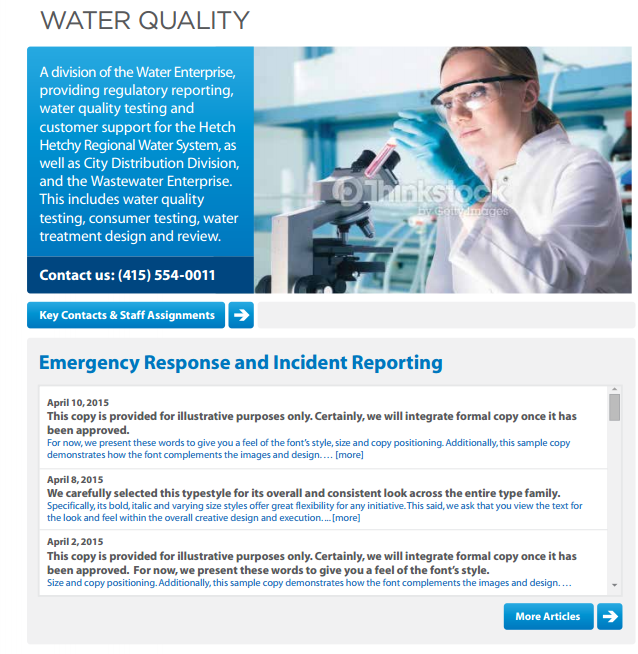 WATER QUALITY
A division of the Water Enterprise,
providing regulatory reporting,
water quality testing and
customer support for the Hetch
Hetchy Regional Water System, as
well as City Distribution Division,
and the Wastewater Enterprise.
This includes water quality
testing, consumer testing, water
treatment design and review.
Contact us: (415) 554-0011
Thinkstock
by Getty Images
Key Contacts & Staff Assignments
Emergency Response and Incident Reporting
April 10, 2015
This copy is provided for illustrative purposes only. Certainly, we will integrate formal copy once it has
been approved.
For now, we present these words to give you a feel of the font's style, size and copy positioning. Additionally, this sample copy
demonstrates how the font complements the images and design. . . . [more]
April 8, 2015
We carefully selected this typestyle for its overall and consistent look across the entire type family.
Specifically, its bold, italic and varying size styles offer great flexibility for any initiative. This said, we ask that you view the text for
the look and feel within the overall creative design and execution. ... [more]
April 2, 2015
This copy is provided for illustrative purposes only. Certainly, we will integrate formal copy once it has
been approved.  For now, we present these words to give you a feel of the font's style.
Size and copy positioning. Additionally, this sample copy demonstrates how the font complements the images and design. . . .
More Articles